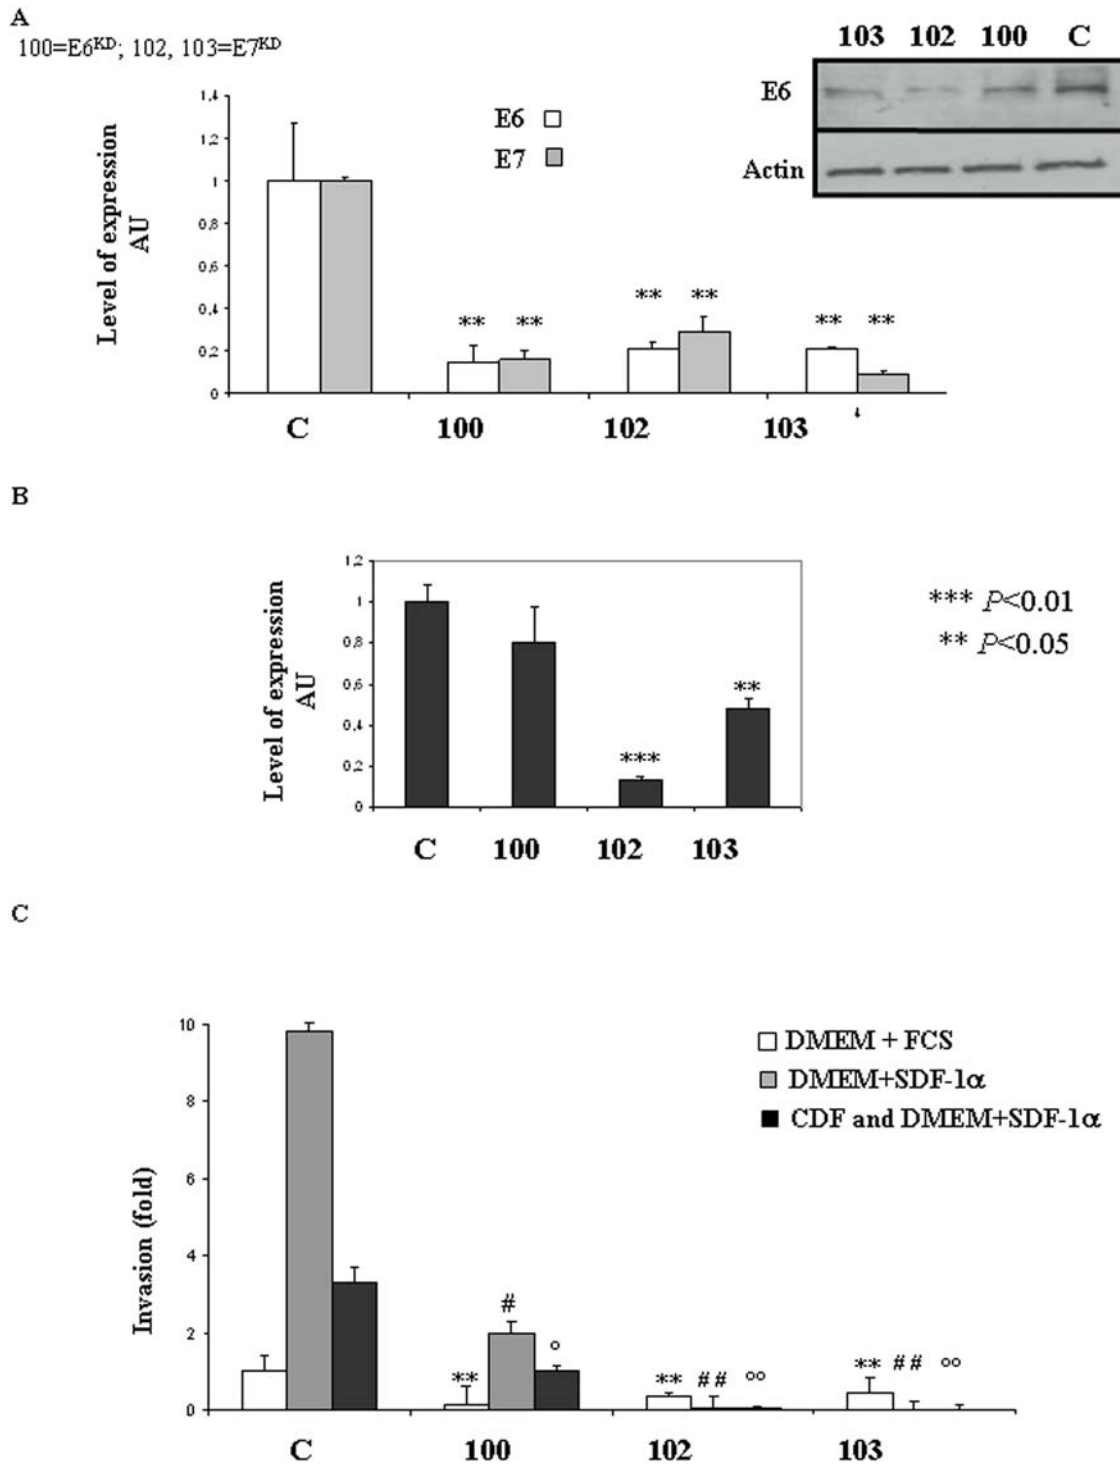 A
100=E6KD; 102, 103=E7KD
103 102 100 C
E6
Actin
E6
E7
Level of expression
AU
1,4
1,2
1
0,8
0,6
0,4
0,2
0
** ** ** ** ** **
C 100 102 103
B
Level of expression
AU
1,2
1
0,8
0,6
0,4
0,2
0
***
**
C 100 102 103
*** P<0.01
** P<0.05
C
Invasion (fold)
10
8
6
4
2
0
DMEM + FCS
DMEM+SDF-1α
CDF and DMEM+SDF-1α
** # ° ** ## °° ** ## °°
C 100 102 103